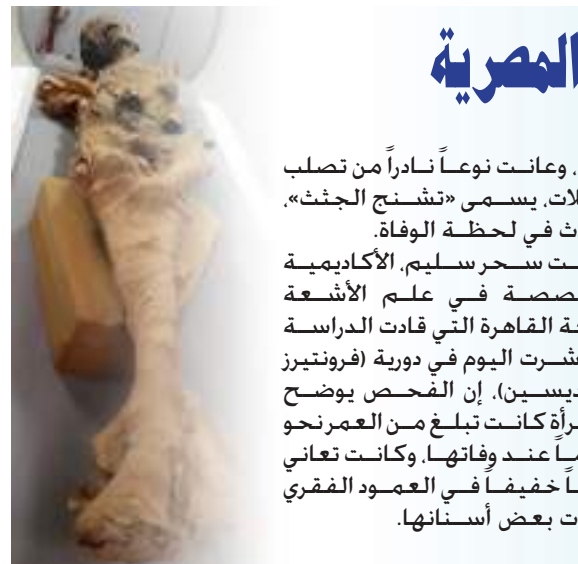 المصرية
، وعانت نوعاً نادراً من تصلب
لات، يسمى «تشنج الجثث»،
ث في لحظة الوفاة.
ت سحر سليم، الأكاديمية
صصة في علم الأشعة
ة القاهرة التي قادت الدراسة
شرت اليوم في دورية (فرونتيرز
ديسين)، إن الفحص يوضح
رأة كانت تبلغ من العمر نحو
ماً عند وفاتها، وكانت تعاني
اً خفيفاً في العمود الفقري
ت بعض أسنانها.